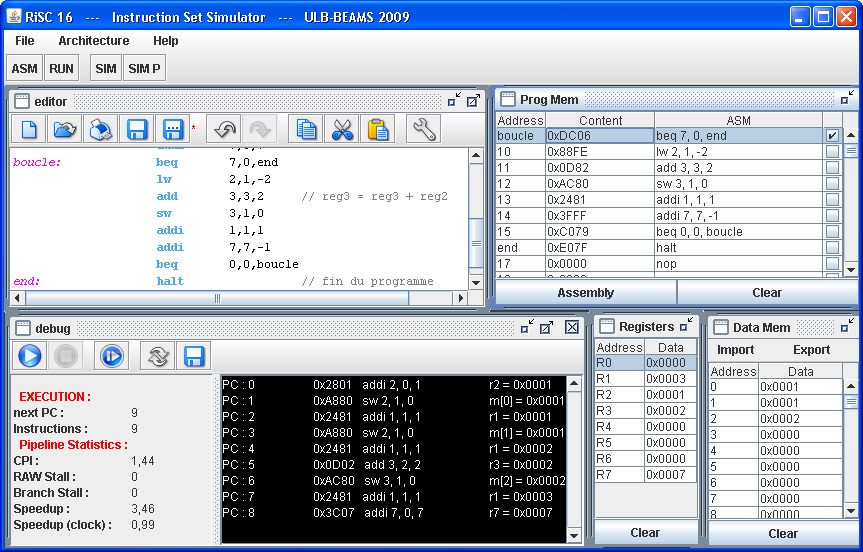 RiSC 16 --- Instruction Set Simulator --- ULB-BEAMS 2009
File Architecture Help
ASM RUN SIM SIM P
editor
boucle: beq 7,0,end
lw 2,1,-2
add 3,3,2 // reg3 = reg3 + reg2
sw 3,1,0
addi 1,1,1
addi 7,7,-1
beq 0,0,boucle
end: halt // fin du programme
Prog Mem
Address Content ASM
boucle 0xDC06 beq 7, 0, end
10 0x88FE lw 2, 1, -2
11 0x0D82 add 3, 3, 2
12 0xAC80 sw 3, 1, 0
13 0x2481 addi 1, 1, 1
14 0x3FFF addi 7, 7, -1
15 0xC079 beq 0, 0, boucle
end 0xE07F halt
17 0x0000 nop
Assembly Clear
debug
EXECUTION :
next PC : 9
Instructions : 9
Pipeline Statistics :
CPI : 1,44
RAW Stall : 0
Branch Stall : 0
Speedup : 3,46
Speedup (clock) : 0,99
PC : 0 0x2801 addi 2, 0, 1 r2 = 0x0001
PC : 1 0xA880 sw 2, 1, 0 m[0] = 0x0001
PC : 2 0x2481 addi 1, 1, 1 r1 = 0x0001
PC : 3 0xA880 sw 2, 1, 0 m[1] = 0x0001
PC : 4 0x2481 addi 1, 1, 1 r1 = 0x0002
PC : 5 0x0D02 add 3, 2, 2 r3 = 0x0002
PC : 6 0xAC80 sw 3, 1, 0 m[2] = 0x0002
PC : 7 0x2481 addi 1, 1, 1 r1 = 0x0003
PC : 8 0x3C07 addi 7, 0, 7 r7 = 0x0007
Registers
Address Data
R0 0x0000
R1 0x0003
R2 0x0001
R3 0x0002
R4 0x0000
R5 0x0000
R6 0x0000
R7 0x0007
Clear
Data Mem
Import Export
Address Data
0 0x0001
1 0x0001
2 0x0002
3 0x0000
4 0x0000
5 0x0000
6 0x0000
7 0x0000
8 0x0000
Clear